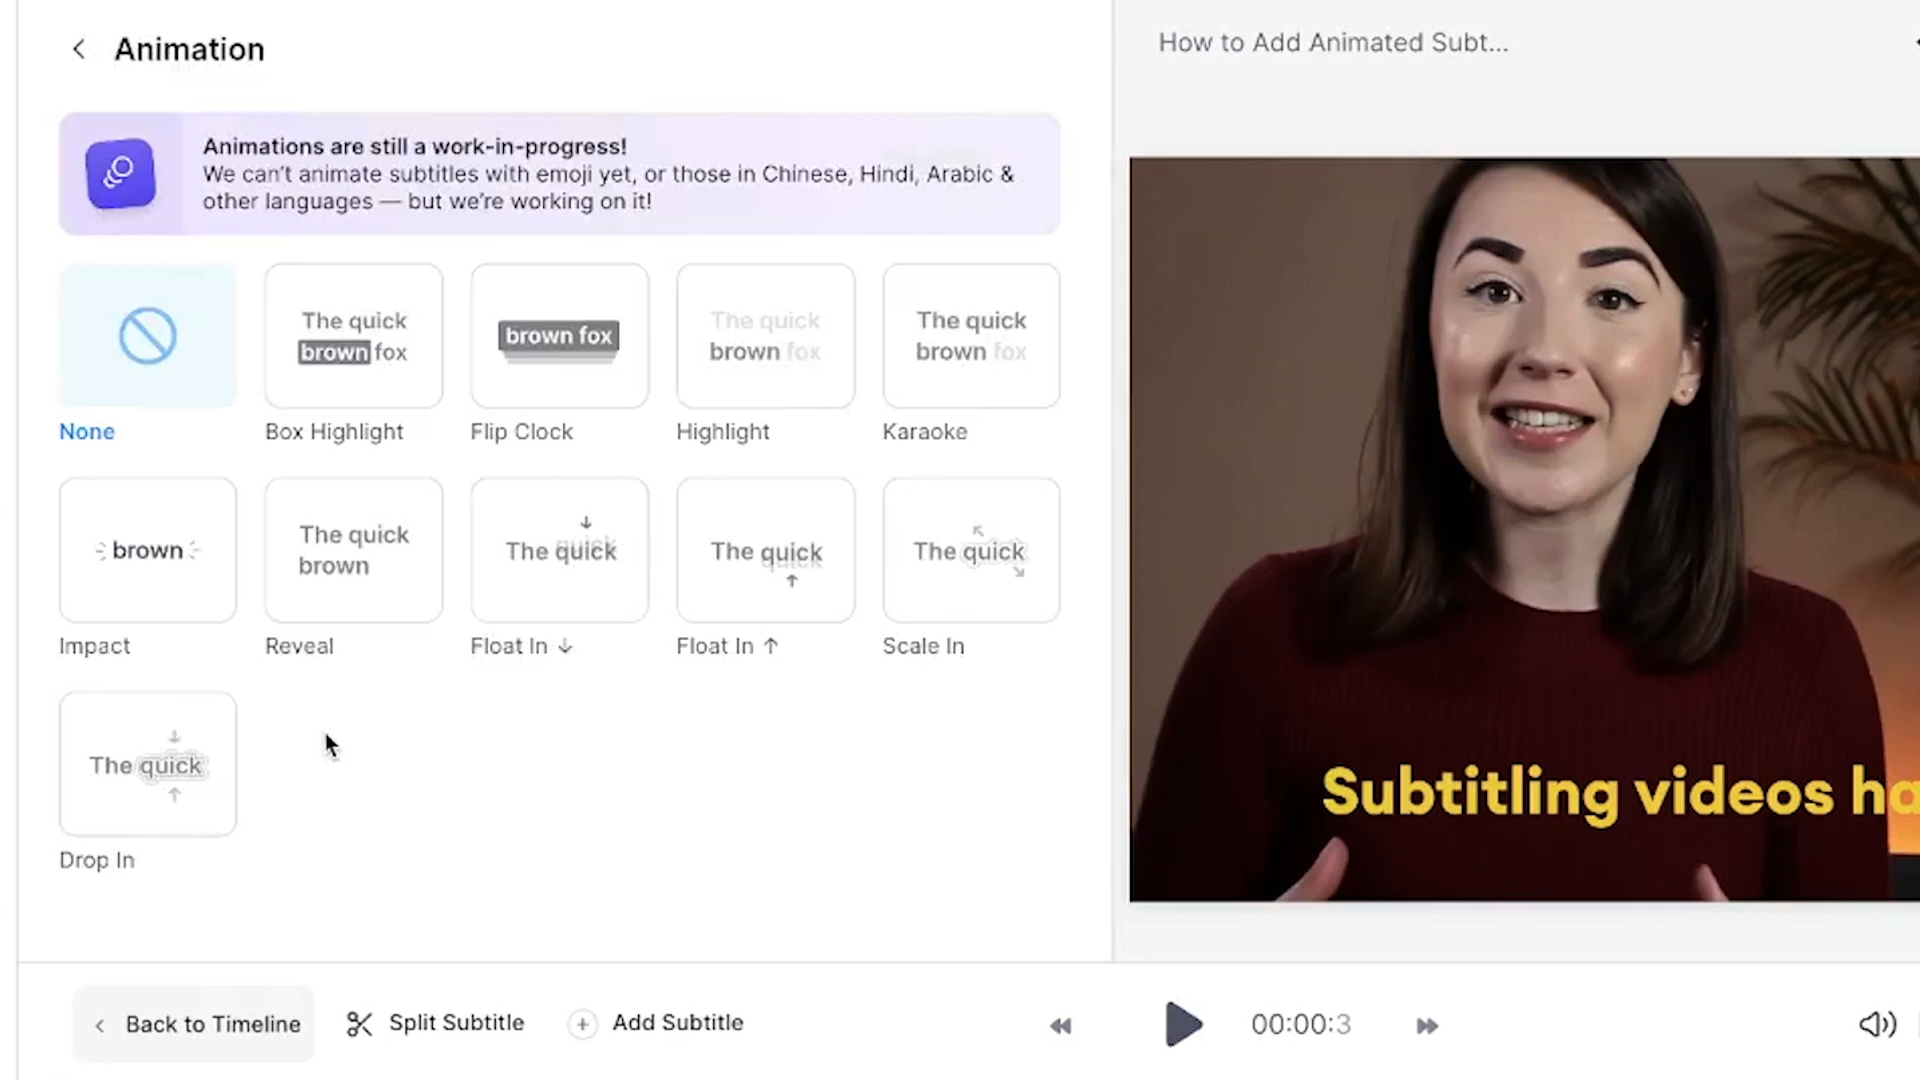 Animation
How to Add Animated Subt...
Animations are still a work-in-progress!
We can't animate subtitles with emoji yet, or those in Chinese, Hindi, Arabic &
other languages — but we're working on it!
The quick
brown fox
brown fox
The quick
brown fox
The quick
brown fox
None
Box Highlight
Flip Clock
Highlight
Karaoke
brown
The quick
brown
The quick
The quick
The quick
Impact
Reveal
Float In ↓
Float In ↑
Scale In
The quick
Drop In
Subtitling videos ha
Back to Timeline
Split Subtitle
Add Subtitle
00:00:3